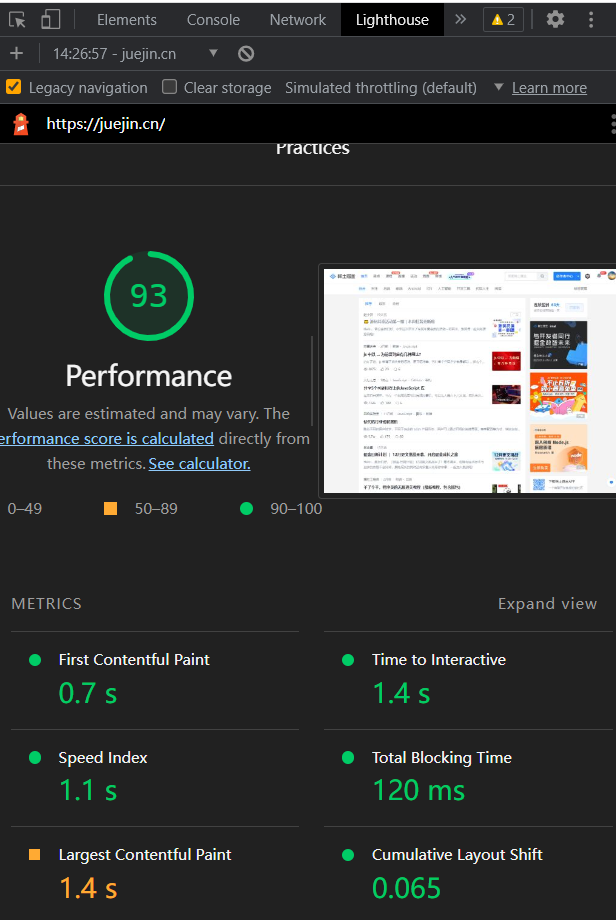 Elements Console Network Lighthouse 2
14:26:57 - juejin.cn
Legacy navigation Clear storage Simulated throttling (default) Learn more
https://juejin.cn/
Practices
93
Performance
Values are estimated and may vary. The
erformance score is calculated directly from
these metrics. See calculator.
0–49 50–89 90–100
METRICS Expand view
First Contentful Paint
0.7 s
Time to Interactive
1.4 s
Speed Index
1.1 s
Total Blocking Time
120 ms
Largest Contentful Paint
1.4 s
Cumulative Layout Shift
0.065